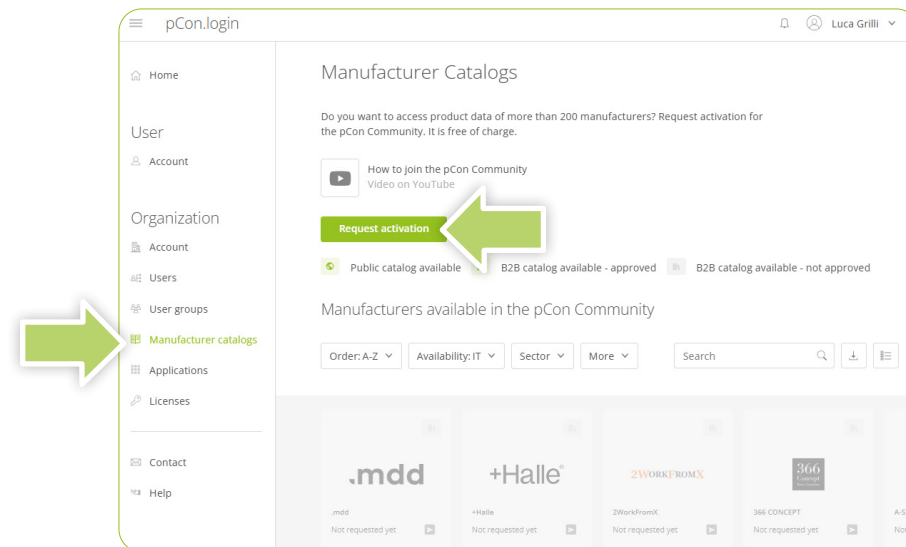 pCon.login
Luca Grilli
Home
User
Account
Organization
Account
Users
User groups
Manufacturer catalogs
Applications
Licenses
Contact
Help
Manufacturer Catalogs
Do you want to access product data of more than 200 manufacturers? Request activation for
the pCon Community. It is free of charge.
How to join the pCon Community
Video on YouTube
Request activation
Public catalog available B2B catalog available - approved B2B catalog available - not approved
Manufacturers available in the pCon Community
Order: A-Z Availability: IT Sector More Search
.mdd +Halle® 2WORKFROMX 366 Concept
.mdd +Halle 2WorkFromX 366 CONCEPT A-S
Not requested yet Not requested yet Not requested yet Not requested yet